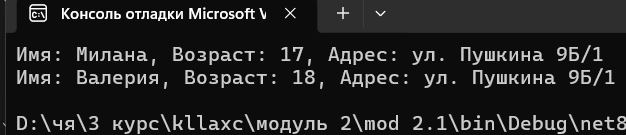 Консоль отладки Microsoft V
Имя: Милана, Возраст: 17, Адрес: ул. Пушкина 9Б/1
Имя: Валерия, Возраст: 18, Адрес: ул. Пушкина 9Б/1
D:\чя\3 курс\kllaxc\модуль 2\mod 2.1\bin\Debug\net8